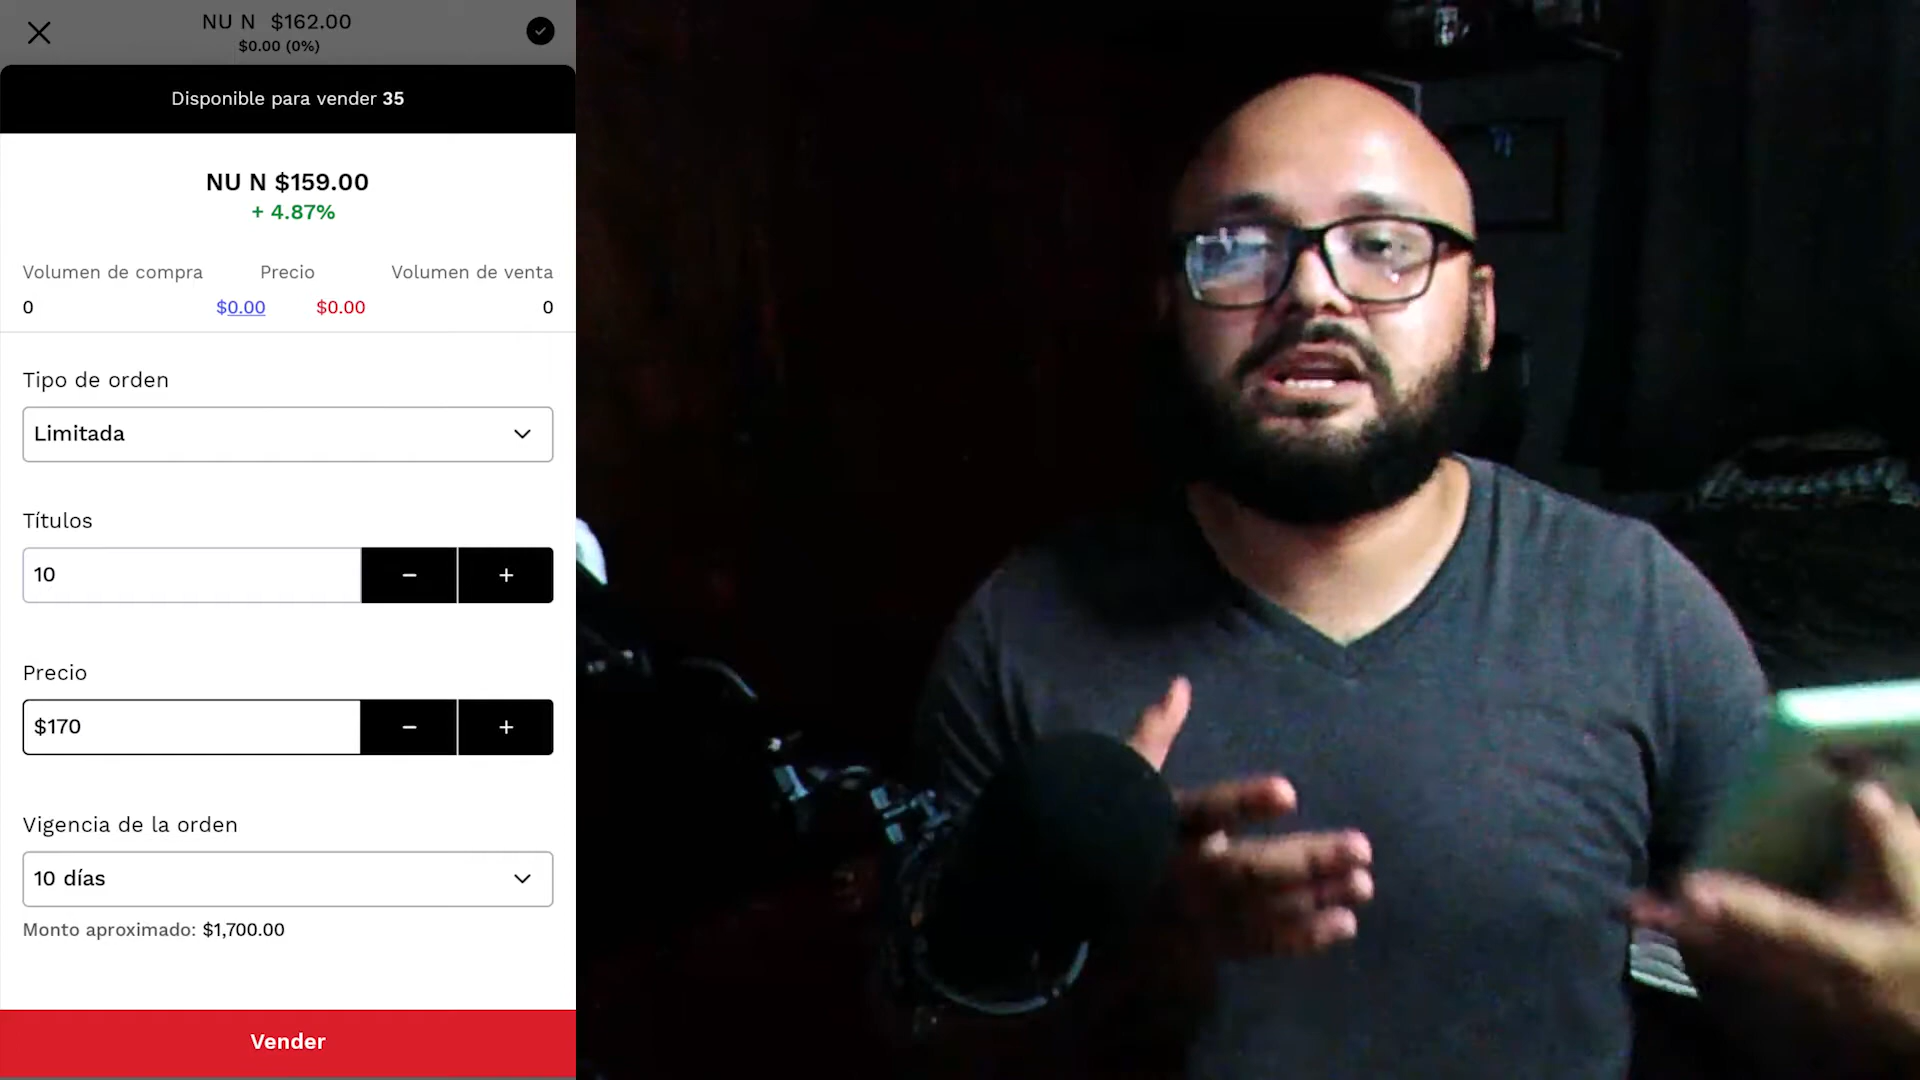 NU N $162.00
$0.00 (0%)
Disponible para vender 35
NU N $159.00
+ 4.87%
Volumen de compra Precio Volumen de venta
0 $0.00 $0.00 0
Tipo de orden
Limitada
Títulos
10 − +
Precio
$170 − +
Vigencia de la orden
10 días
Monto aproximado: $1,700.00
Vender